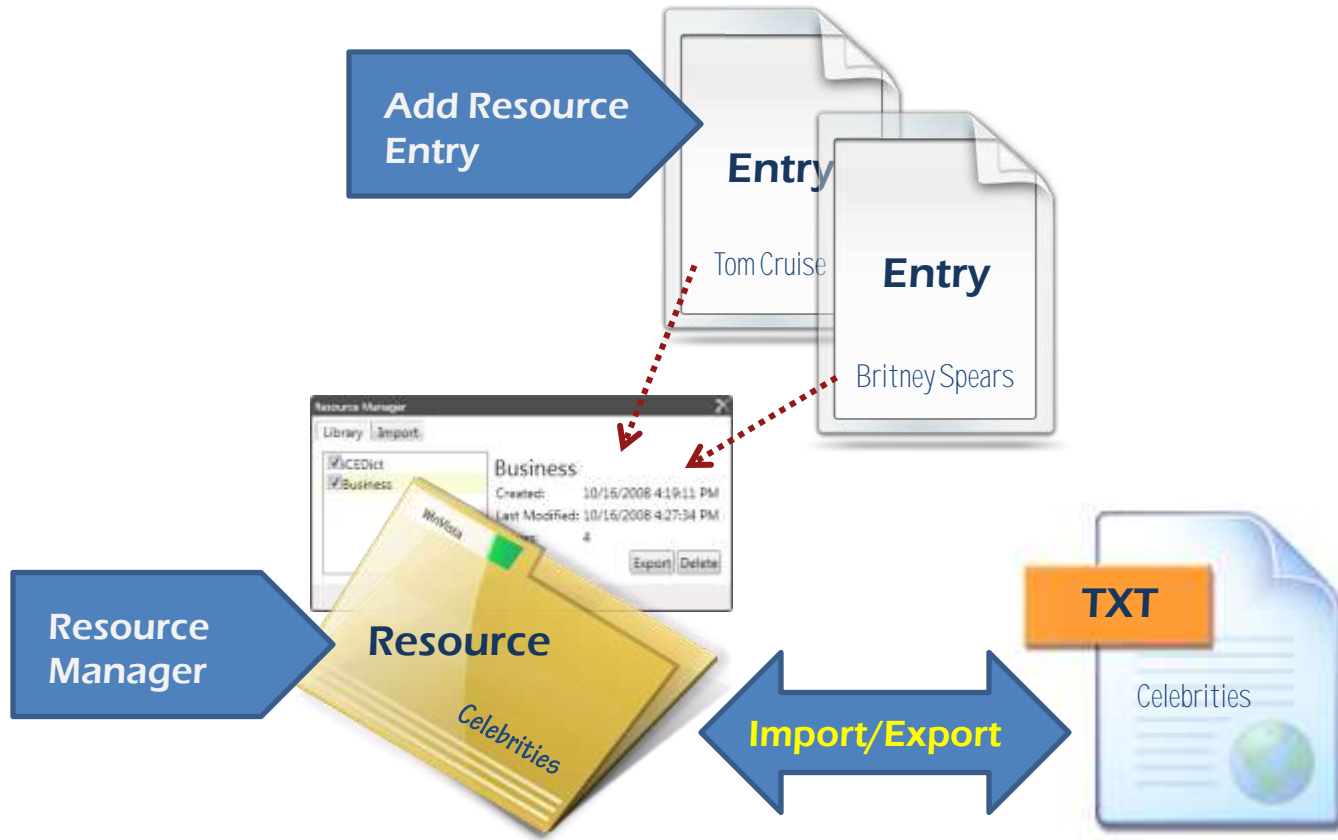 Add Resource
Entry
Entry
Tom Cruise
Entry
Britney Spears
Resource Manager
Library Import
ICEDict
Business
Business
Created: 10/16/2008 4:19:11 PM
Last Modified: 10/16/2008 4:27:34 PM
4
Export Delete
WinVista
Resource
Manager
Resource
Celebrities
Import/Export
TXT
Celebrities